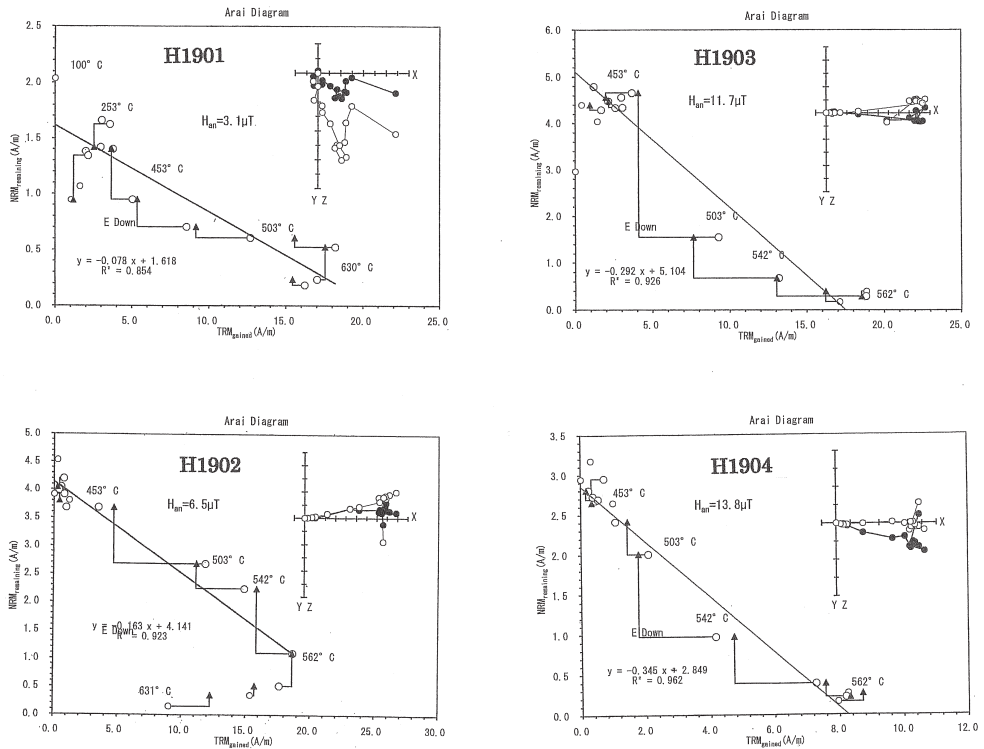 Arai Diagram
2.5
2.0
1.5
1.0
0.5
0.0
NRMremaining (A/m)
H1901
100° C
253° C
Han=3.1μT
453° C
E Down
503° C
630° C
y = -0.078 x + 1.618
R² = 0.854
X
Y Z
0.0 5.0 10.0 15.0 20.0 25.0
TRMgained (A/m)
Arai Diagram
6.0
5.0
4.0
3.0
2.0
1.0
0.0
NRMremaining (A/m)
H1903
453° C
Han=11.7μT
503° C
E Down
542° C
562° C
y = -0.292 x + 5.104
R² = 0.926
X
Y Z
0.0 5.0 10.0 15.0 20.0 25.0
TRMgained (A/m)
Arai Diagram
5.0
4.5
4.0
3.5
3.0
2.5
2.0
1.5
1.0
0.5
0.0
NRMremaining (A/m)
H1902
453° C
Han=6.5μT
503° C
542° C
562° C
631° C
y = -0.163 x + 4.141
E Down
R² = 0.923
X
Y Z
0.0 5.0 10.0 15.0 20.0 25.0 30.0
TRMgained (A/m)
Arai Diagram
3.5
3.0
2.5
2.0
1.5
1.0
0.5
0.0
NRMremaining (A/m)
H1904
453° C
Han=13.8μT
503° C
542° C
E Down
562° C
y = -0.345 x + 2.849
R² = 0.962
X
Y Z
0.0 2.0 4.0 6.0 8.0 10.0 12.0
TRMgained (A/m)